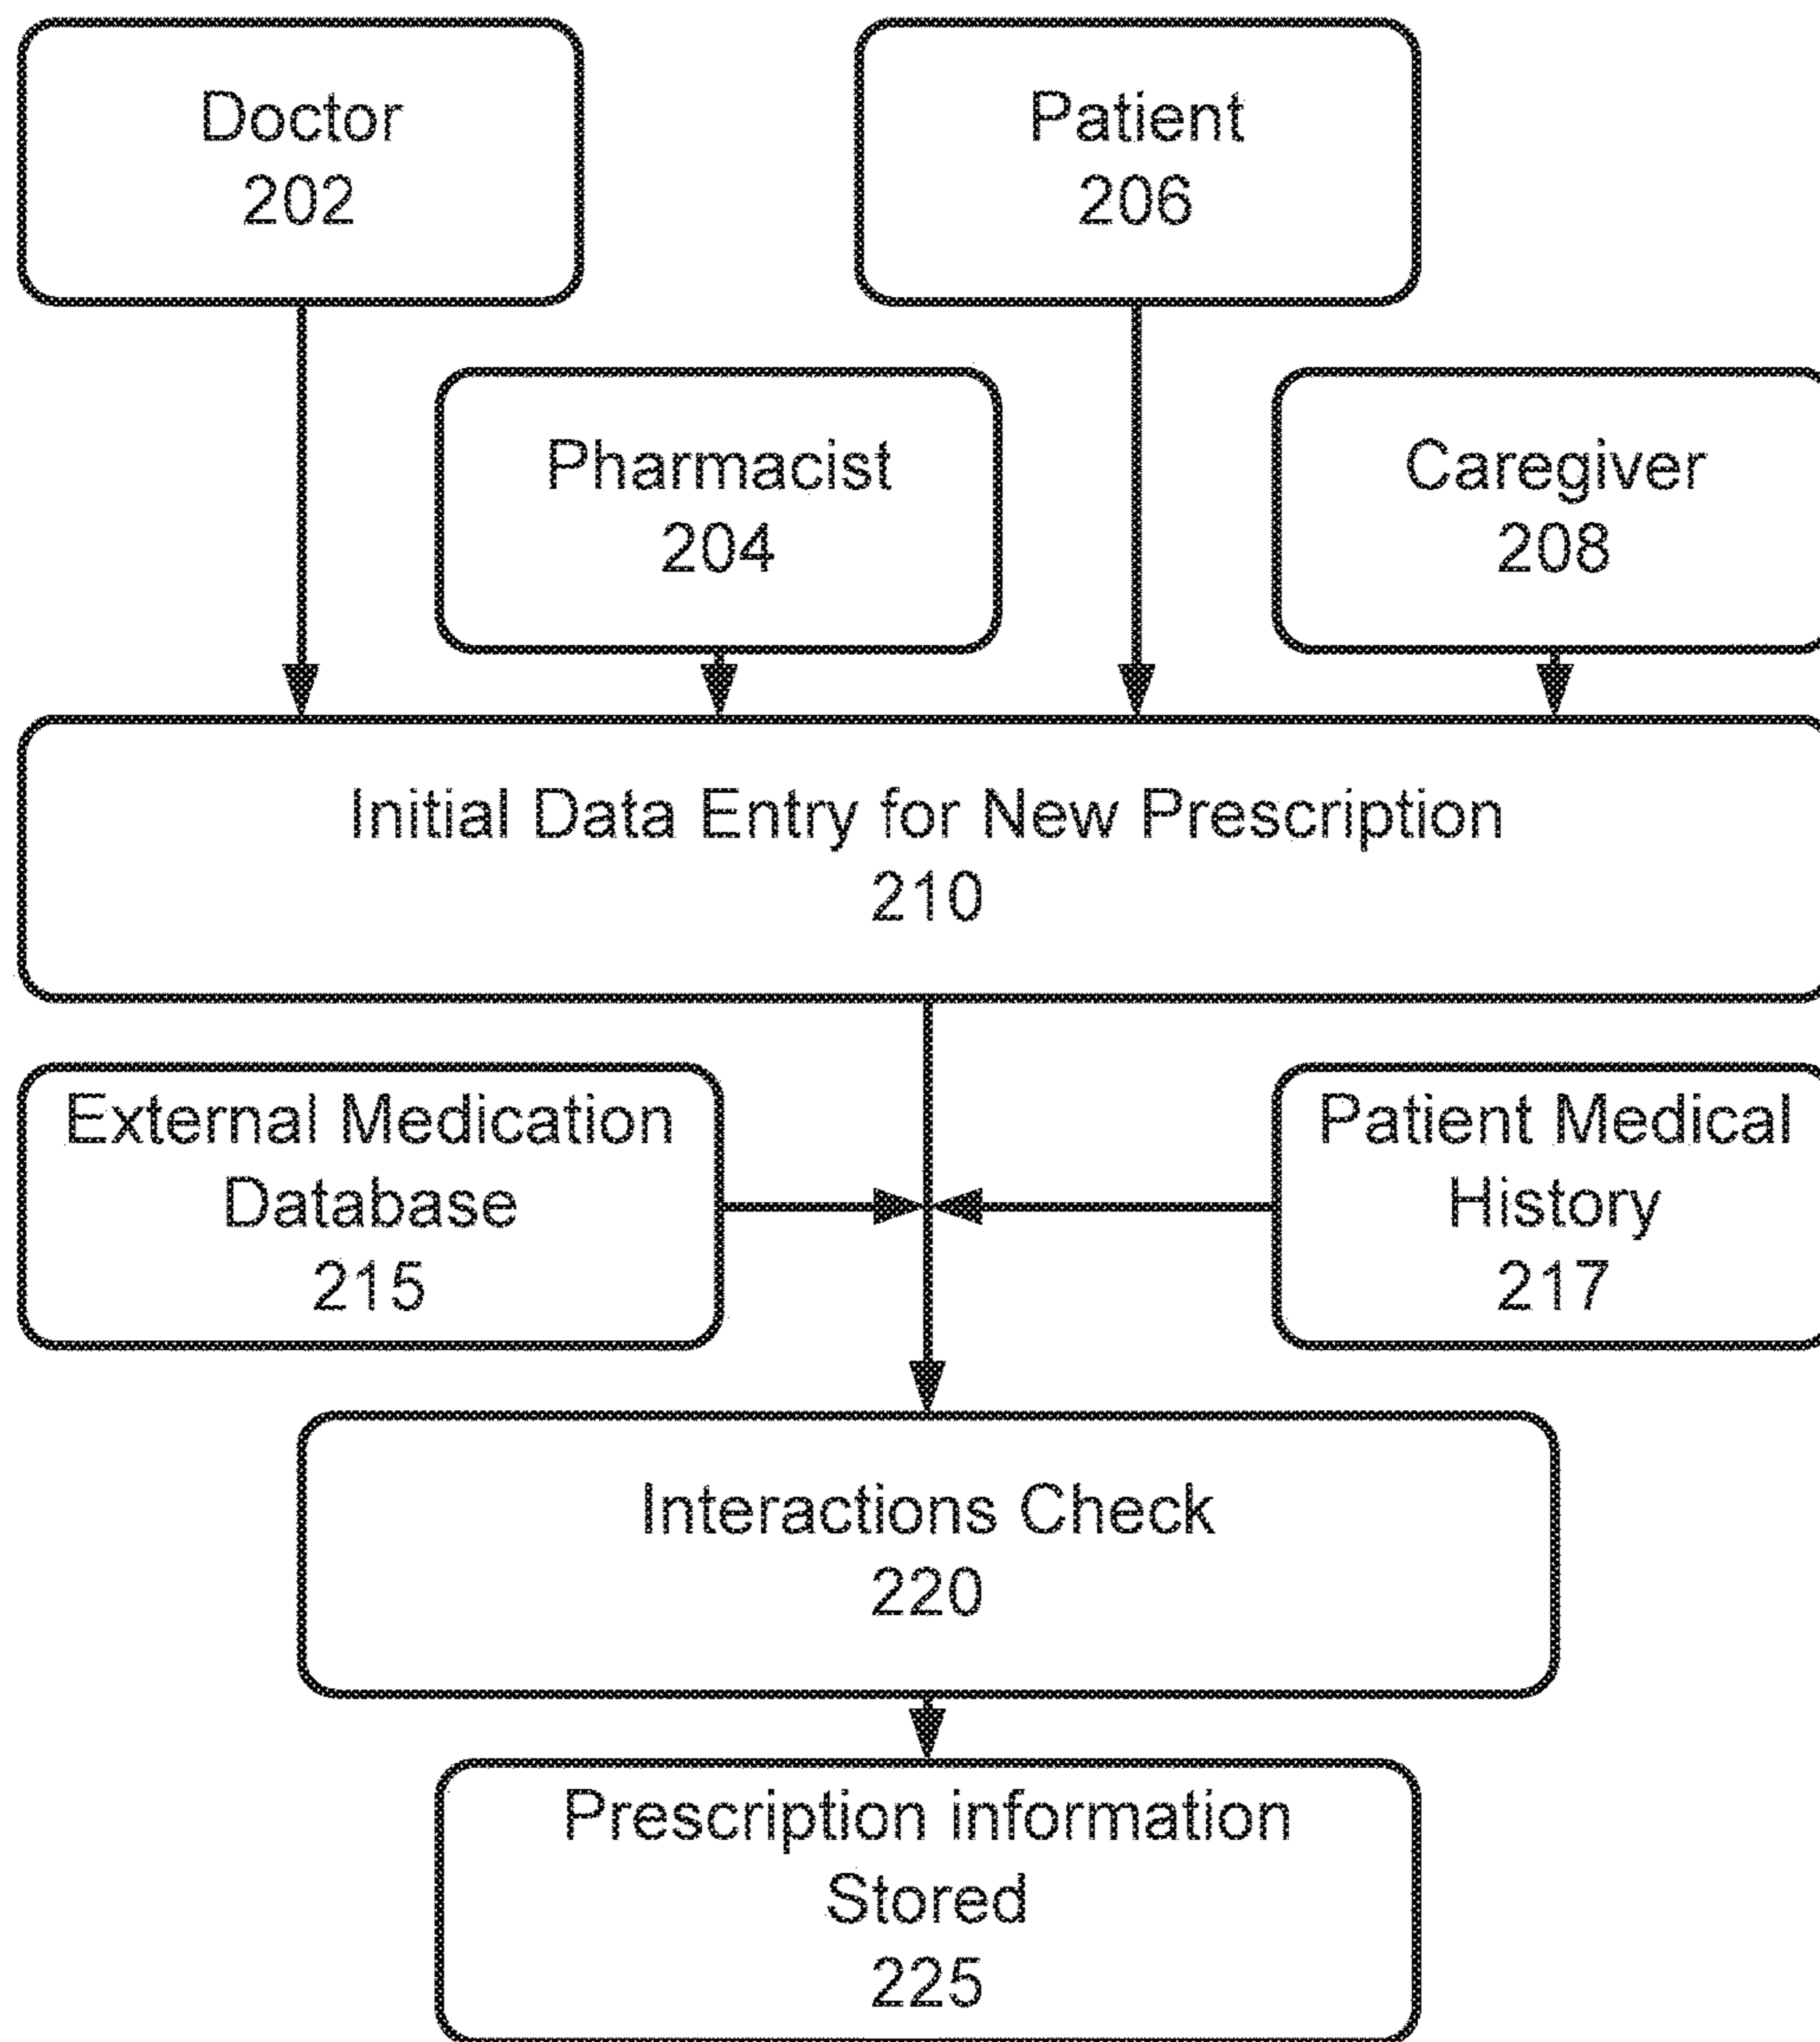 Doctor
202
Patient
206
Pharmacist
204
Caregiver
208
Initial Data Entry for New Prescription
210
External Medication
Database
215
Patient Medical
History
217
Interactions Check
220
Prescription information
Stored
225